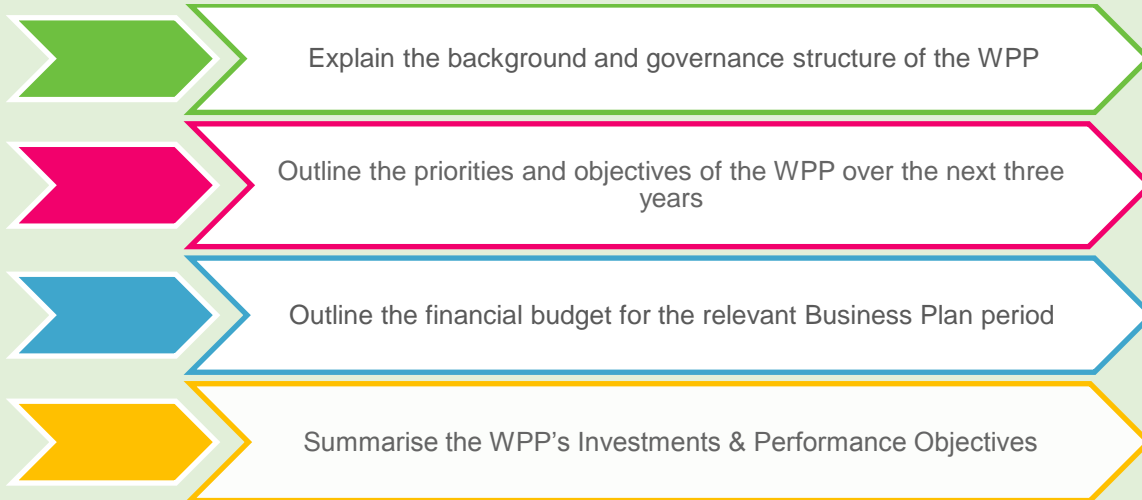 Explain the background and governance structure of the WPP
Outline the priorities and objectives of the WPP over the next three
years
Outline the financial budget for the relevant Business Plan period
Summarise the WPP’s Investments & Performance Objectives